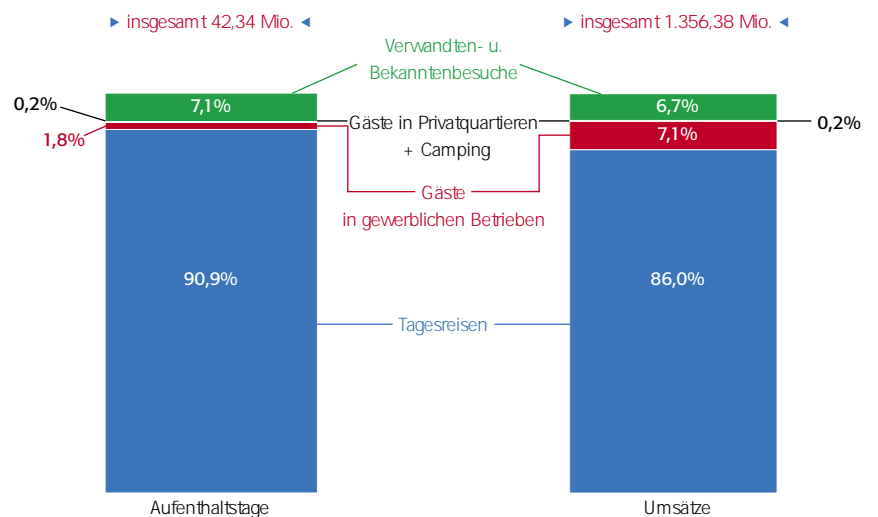 ▶ insgesamt 42,34 Mio. ◀
▶ insgesamt 1.356,38 Mio. ◀
Verwandten- u.
Bekanntenbesuche
7,1%
6,7%
0,2%
Gäste in Privatquartieren
+ Camping
0,2%
1,8%
7,1%
Gäste
in gewerblichen Betrieben
90,9%
86,0%
Tagesreisen
Aufenthaltstage
Umsätze